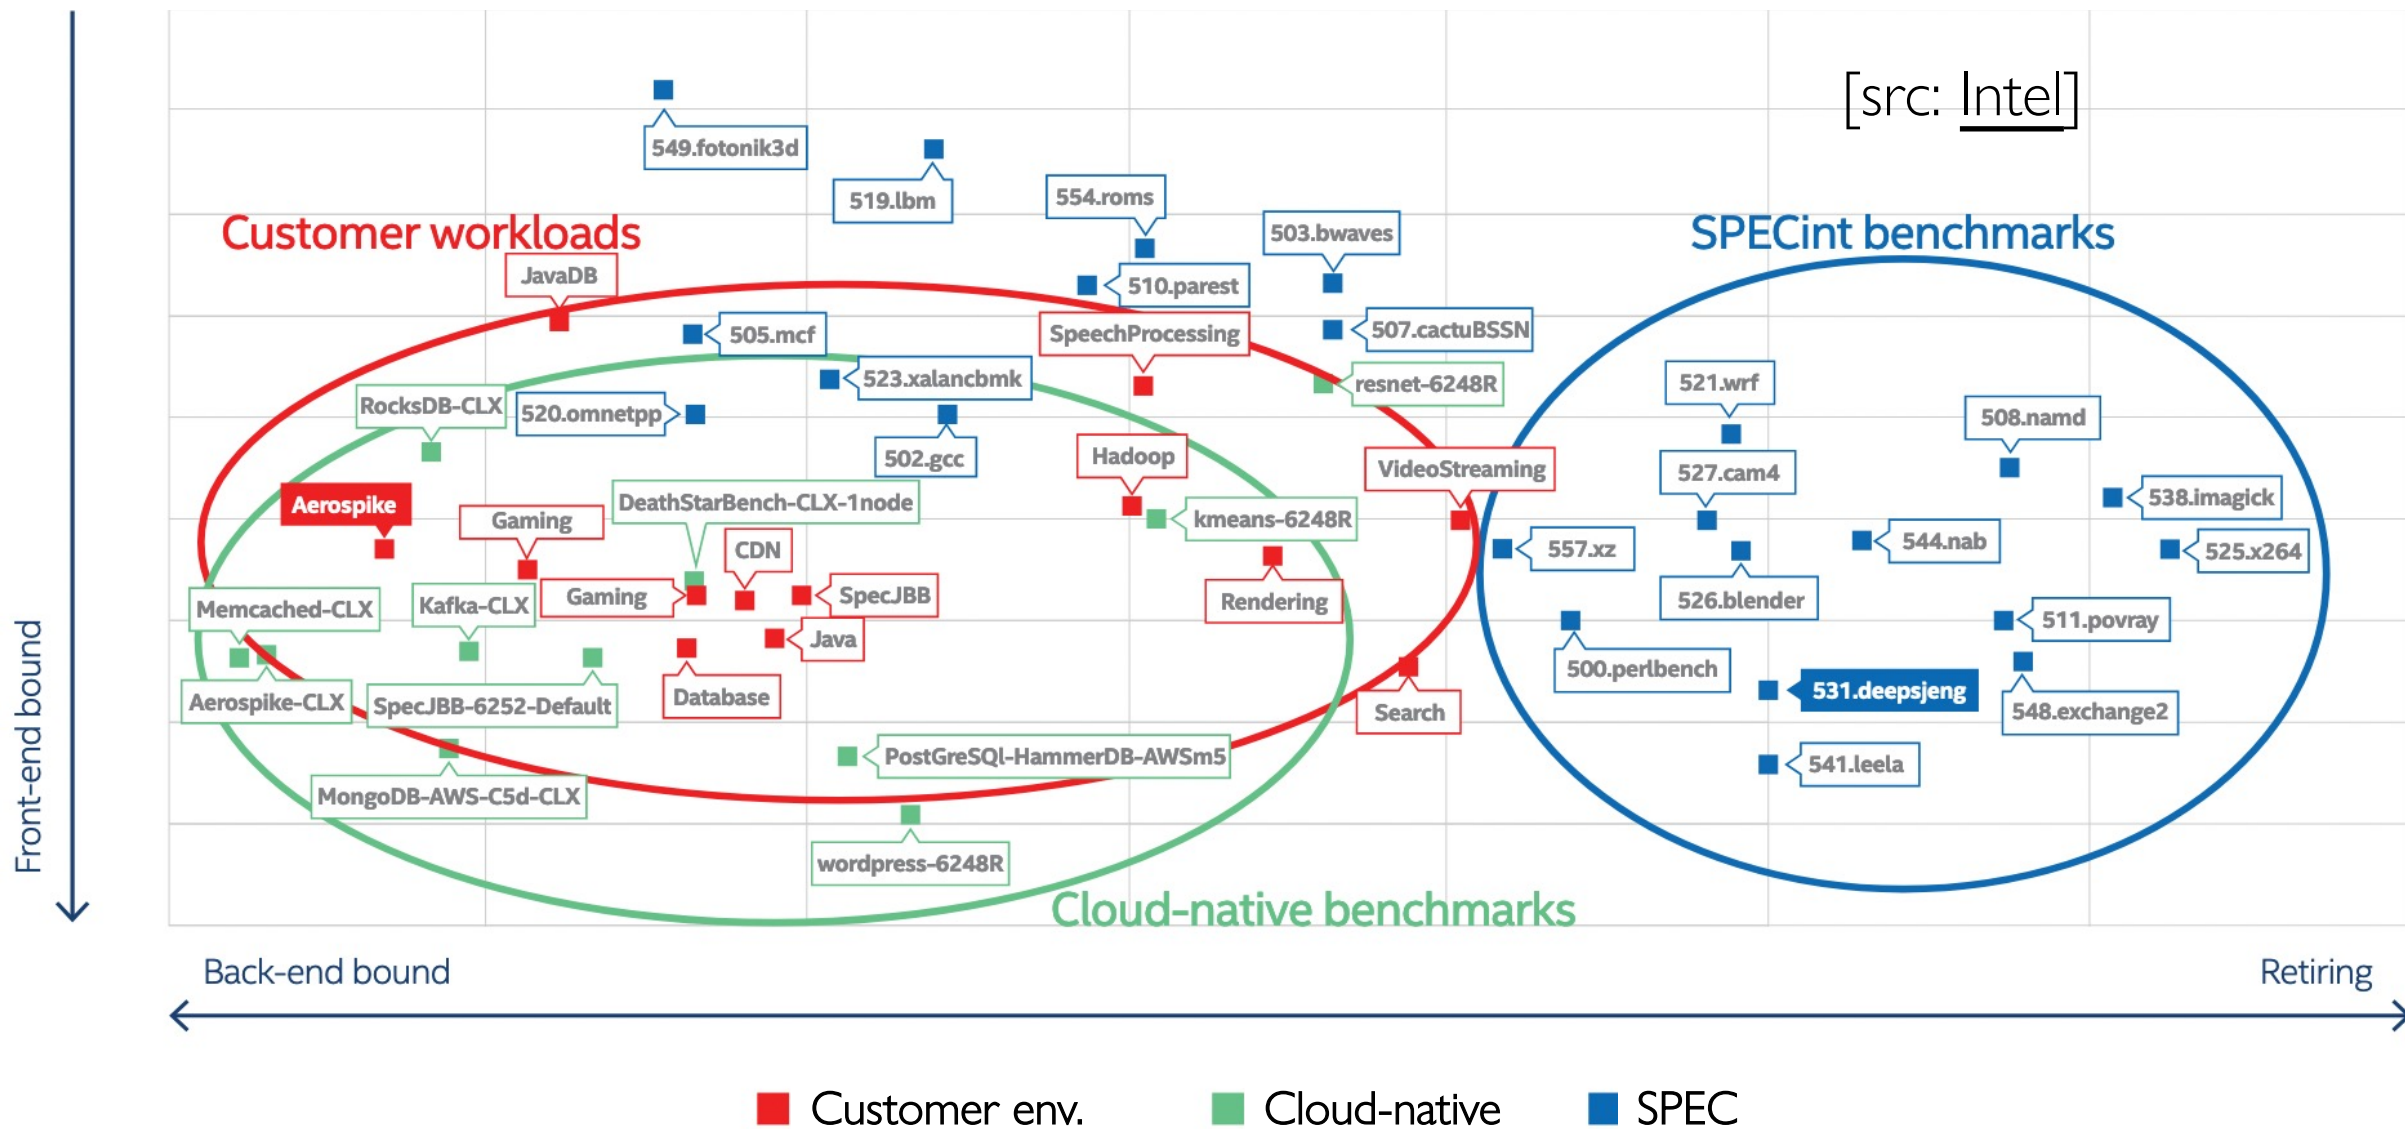 [src: Intel]
549.fotonik3d
519.lbm
554.roms
503.bwaves
Customer workloads
SPECint benchmarks
JavaDB
510.parest
505.mcf
SpeechProcessing
507.cactuBSSN
523.xalancbmk
resnet-6248R
521.wrf
RocksDB-CLX
520.omnetpp
508.namd
502.gcc
Hadoop
VideoStreaming
527.cam4
538.imagick
Aerospike
DeathStarBench-CLX-1node
Gaming
kmeans-6248R
CDN
557.xz
544.nab
525.x264
Memcached-CLX
Kafka-CLX
Gaming
SpecJBB
Rendering
526.blender
511.povray
Java
500.perlbench
531.deepsjeng
Aerospike-CLX
SpecJBB-6252-Default
Database
Search
548.exchange2
PostGreSQl-HammerDB-AWSm5
541.leela
MongoDB-AWS-C5d-CLX
wordpress-6248R
Cloud-native benchmarks
Front-end bound
Back-end bound
Retiring
Customer env.
Cloud-native
SPEC